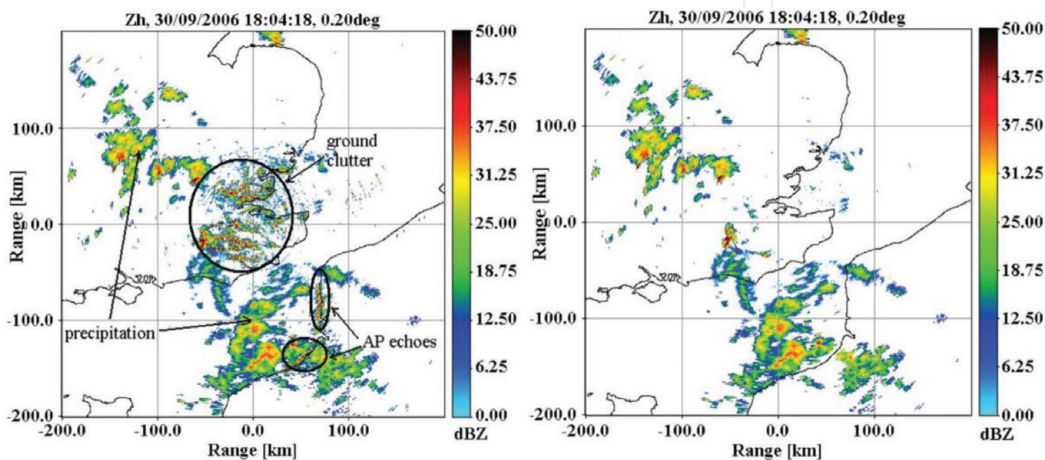 Zh, 30/09/2006 18:04:18, 0.20deg
50.00
43.75
37.50
31.25
25.00
18.75
12.50
6.25
0.00
dBZ
100.0
0.0
-100.0
-200.0
Range [km]
-200.0 -100.0 0.0 100.0
Range [km]
ground
clutter
precipitation
AP echoes
Zh, 30/09/2006 18:04:18, 0.20deg
50.00
43.75
37.50
31.25
25.00
18.75
12.50
6.25
0.00
dBZ
100.0
0.0
-100.0
-200.0
Range [km]
-200.0 -100.0 0.0 100.0
Range [km]